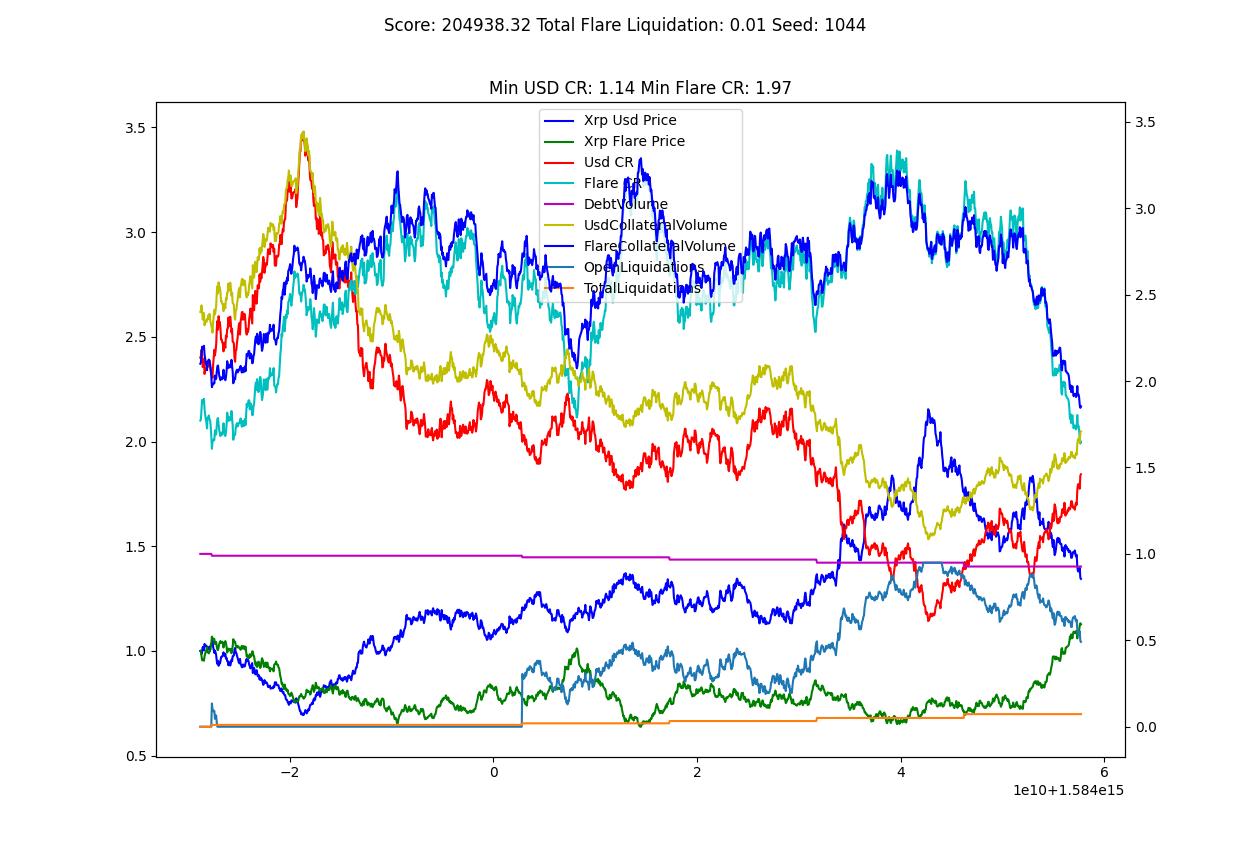 Score: 204938.32 Total Flare Liquidation: 0.01 Seed: 1044
Min USD CR: 1.14 Min Flare CR: 1.97
Xrp Usd Price
Xrp Flare Price
Usd CR
Flare CR
DebtVolume
UsdCollateralVolume
FlareCollateralVolume
OpenLiquidations
TotalLiquidations
3.5
3.0
2.5
2.0
1.5
1.0
0.5
3.5
3.0
2.5
2.0
1.5
1.0
0.5
0.0
−2
0
2
4
6
1e10+1.584e15